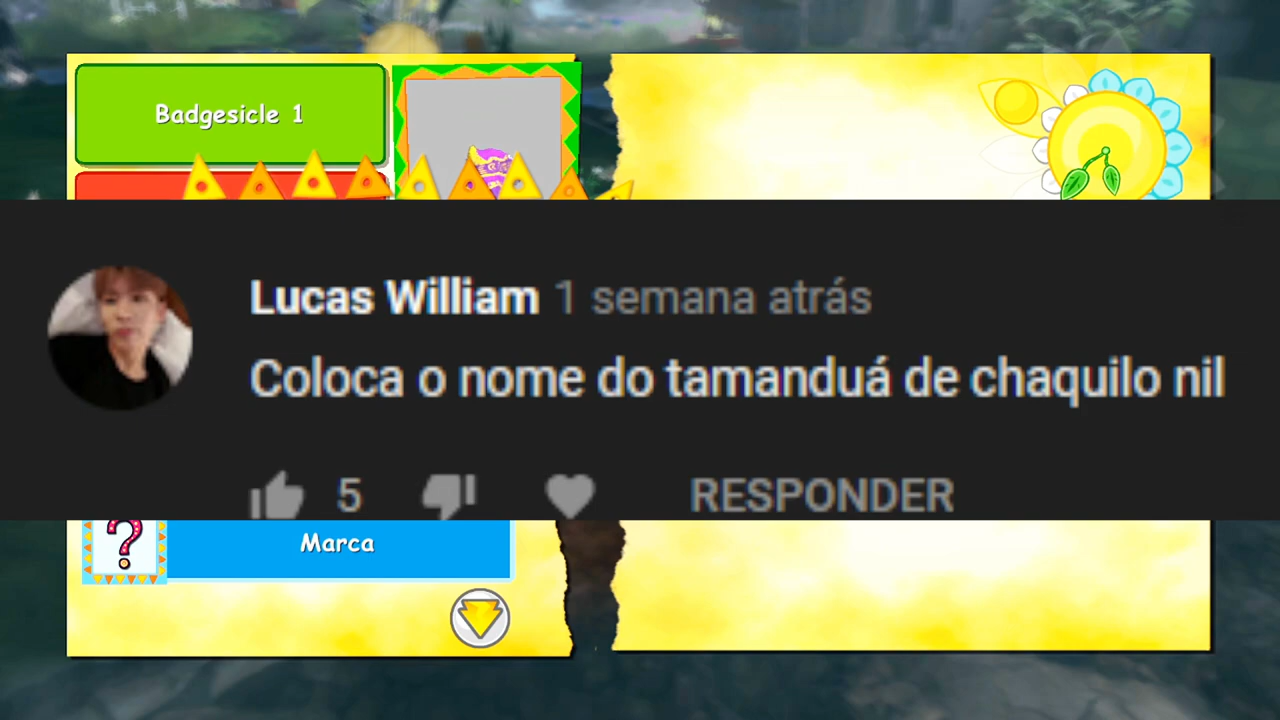 Badgesicle 1
Lucas William 1 semana atrás
Coloca o nome do tamanduá de chaquilo nil
5
RESPONDER
?
Marca